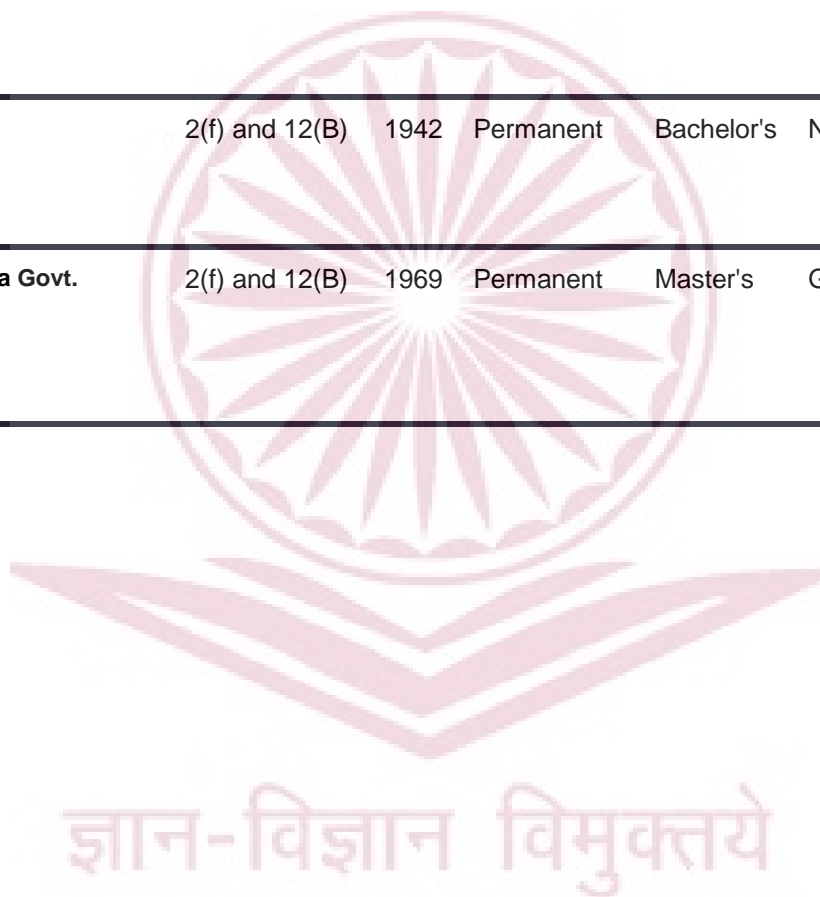 2(f) and 12(B) 1942 Permanent Bachelor's N
a Govt. 2(f) and 12(B) 1969 Permanent Master's G
ज्ञान-विज्ञान विमुक्तये